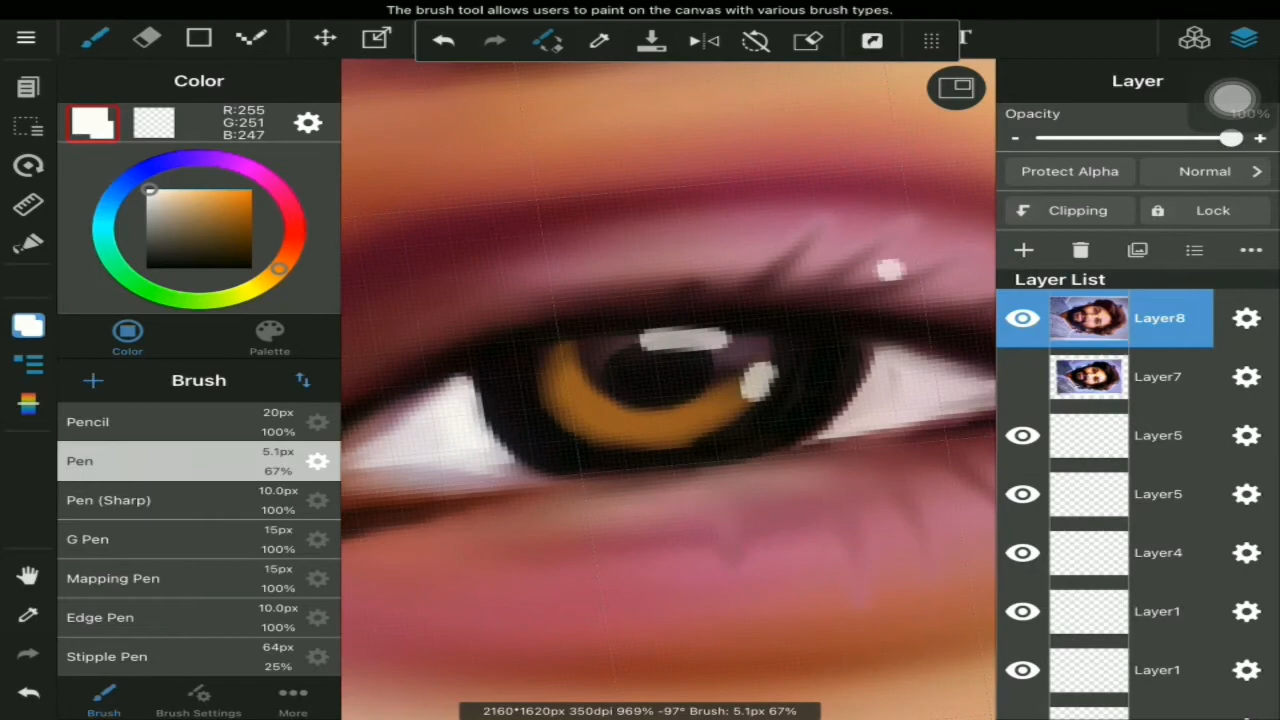 The brush tool allows users to paint on the canvas with various brush types.
T
Color
R:255
G:251
B:247
Color
Palette
Brush
Pencil
20px
100%
Pen
5.1px
67%
Pen (Sharp)
10.0px
100%
G Pen
15px
100%
Mapping Pen
15px
100%
Edge Pen
10.0px
100%
Stipple Pen
64px
25%
Brush
Brush Settings
More
2160*1620px 350dpi 969% -97° Brush: 5.1px 67%
Layer
Opacity
100%
- +
Protect Alpha
Normal
Clipping
Lock
Layer List
Layer8
Layer7
Layer5
Layer5
Layer4
Layer1
Layer1